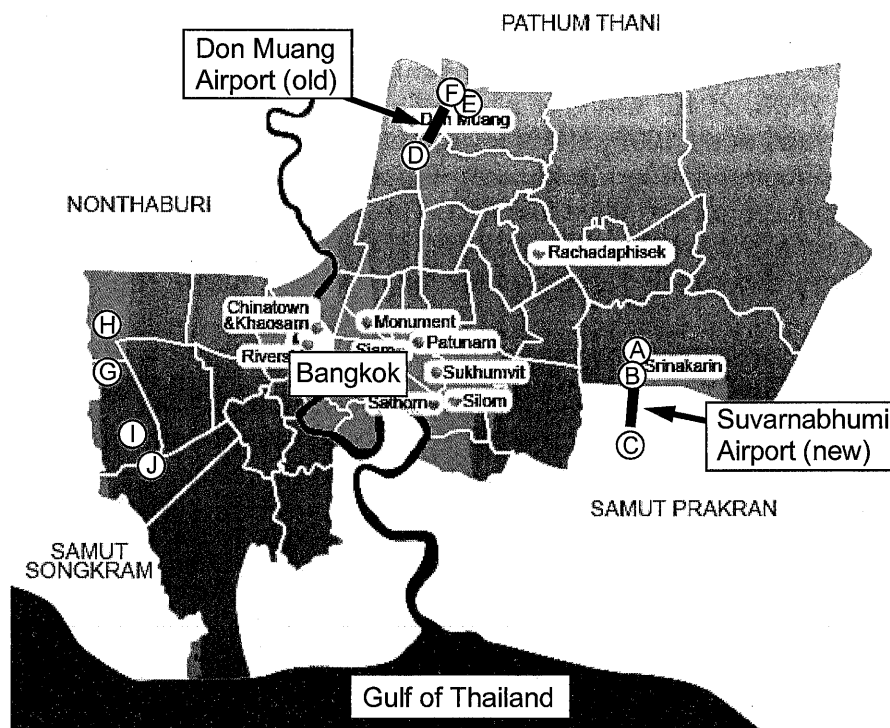 PATHUM THANI
Don Muang
Airport (old)
F
E
Don Muang
D
NONTHABURI
Rachadaphisek
Chinatown
&Khaosarn
Monument
H
Patunam
A
Srinakarin
G
Bangkok
Sukhumvit
B
Sathorn
Silom
Suvarnabhumi
Airport (new)
I
C
J
SAMUT PRAKRAN
SAMUT
SONGKRAM
Gulf of Thailand